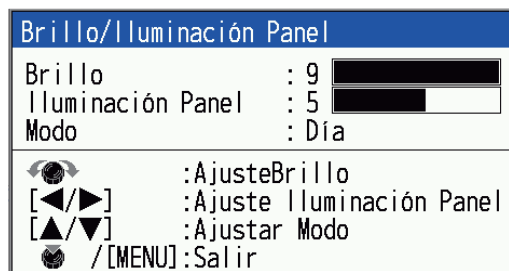 Brillo/Iluminación Panel
Brillo : 9
Iluminación Panel : 5
Modo : Día
:AjusteBrillo
[◀/▶] :Ajuste Iluminación Panel
[▲/▼] :Ajustar Modo
/[MENU]:Salir